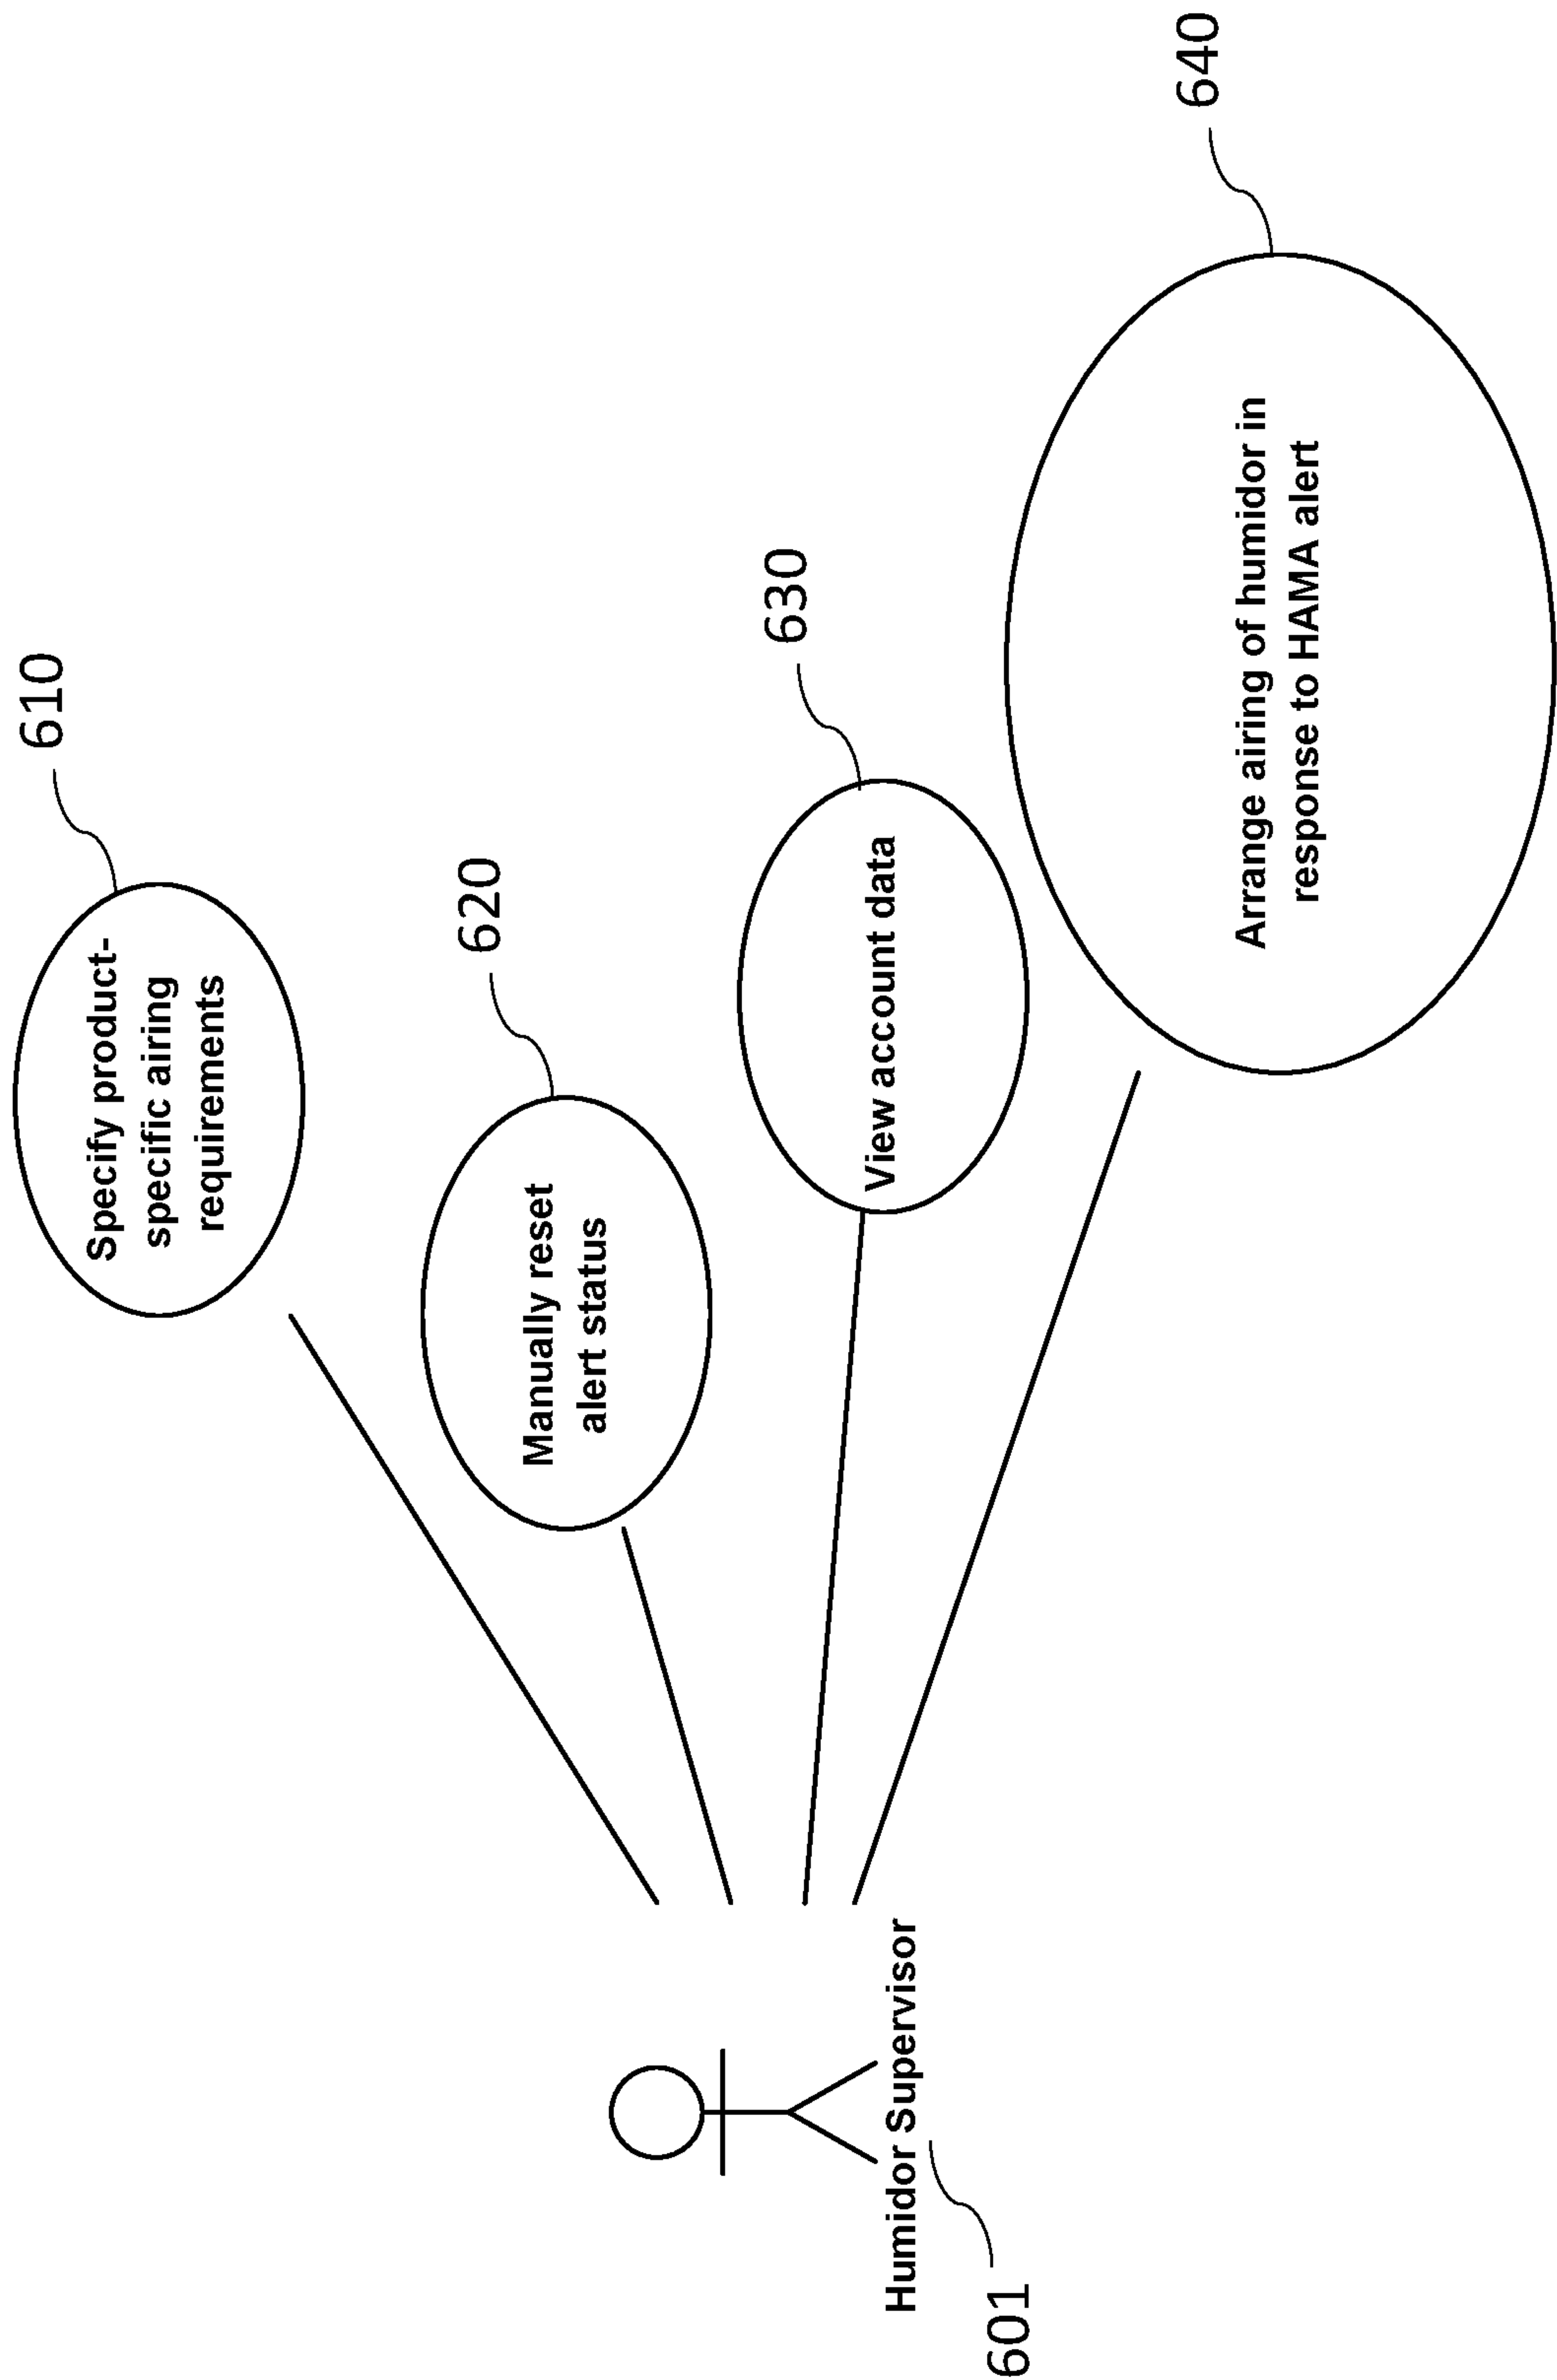 610
Specify product-
specific airing
requirements
620
Manually reset
alert status
630
View account data
640
Arrange airing of humidor in
response to HAMA alert
Humidor Supervisor
601